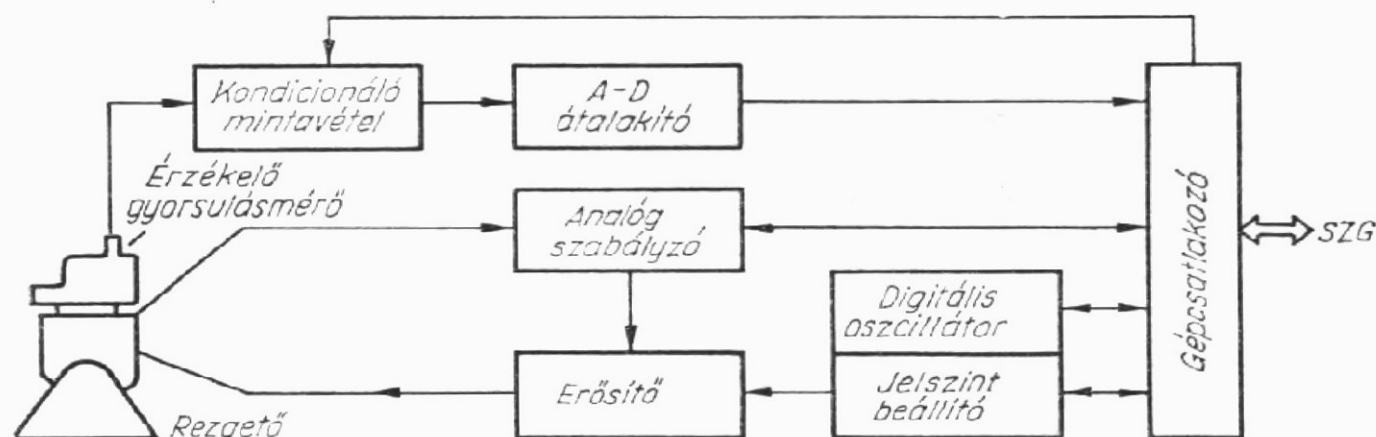 Kondicionáló
mintavétel
A-D
átalakító
Érzékelő
gyorsulásmérő
Analóg
szabályzó
Gépcsatlakozó
SZG
Digitális
oszcillátor
Erősítő
Jelszint
beállító
Rezgető